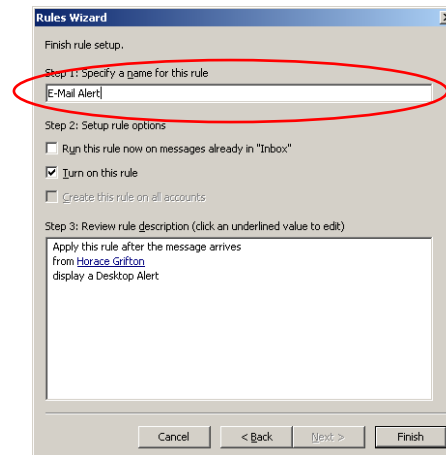 Rules Wizard
Finish rule setup.
Step 1: Specify a name for this rule
E-Mail Alert
Step 2: Setup rule options
Run this rule now on messages already in "Inbox"
Turn on this rule
Create this rule on all accounts
Step 3: Review rule description (click an underlined value to edit)
Apply this rule after the message arrives
from Horace Grifton
display a Desktop Alert
Cancel < Back Next > Finish